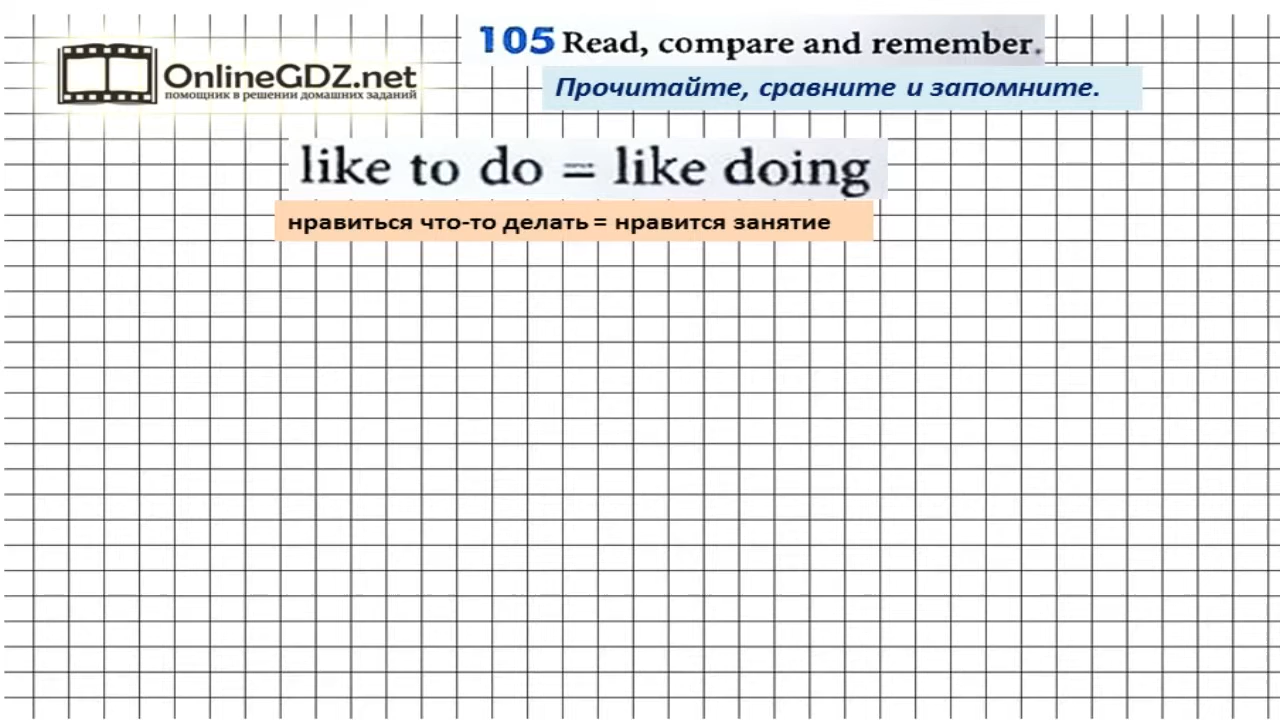 105 Read, compare and remember.
OnlineGDZ.net
помощник в решении домашних заданий
Прочитайте, сравните и запомните.
like to do = like doing
нравиться что-то делать = нравится занятие